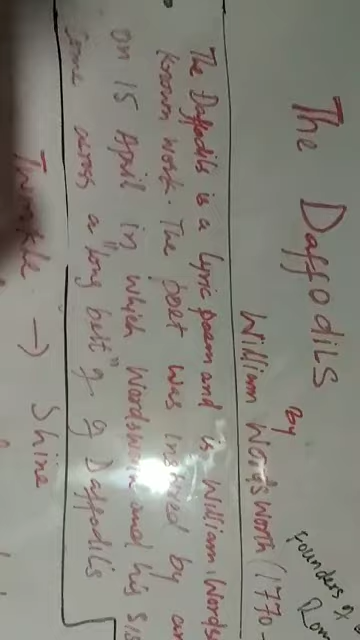 The Daffodils
by
William Wordsworth (1770
Founders of
Rom
The Daffodils is a Lyric poem and is William Words
known work. The poet was inspired by an
on 15 April in which Wordsworth and his Sis
Come across a "long belt" of of Daffodils
Twinkle → Shine